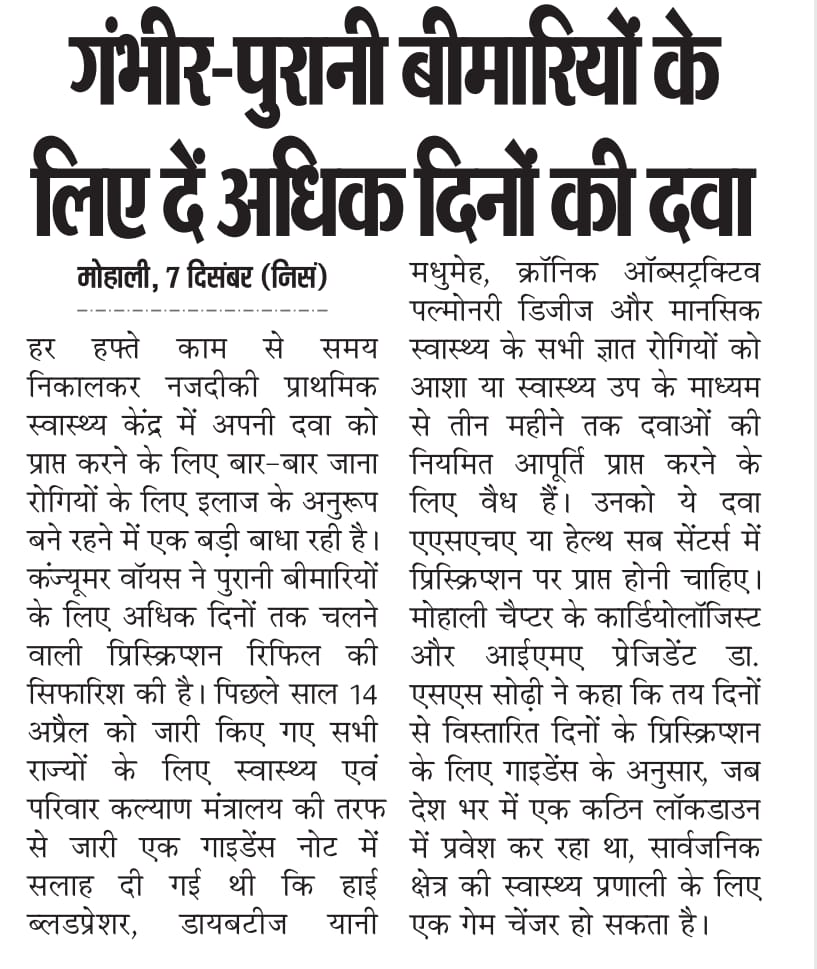 गंभीर-पुरानी बीमारियों के
लिए दें अधिक दिनों की दवा
मोहाली, 7 दिसंबर (निसं)
हर हफ्ते काम से समय
निकालकर नजदीकी प्राथमिक
स्वास्थ्य केंद्र में अपनी दवा को
प्राप्त करने के लिए बार-बार जाना
रोगियों के लिए इलाज के अनुरूप
बने रहने में एक बड़ी बाधा रही है।
कंज्यूमर वॉयस ने पुरानी बीमारियों
के लिए अधिक दिनों तक चलने
वाली प्रिस्क्रिप्शन रिफिल की
सिफारिश की है। पिछले साल 14
अप्रैल को जारी किए गए सभी
राज्यों के लिए स्वास्थ्य एवं
परिवार कल्याण मंत्रालय की तरफ
से जारी एक गाइडेंस नोट में
सलाह दी गई थी कि हाई
ब्लडप्रेशर, डायबटीज यानी
मधुमेह, क्रॉनिक ऑब्सट्रक्टिव
पल्मोनरी डिजीज और मानसिक
स्वास्थ्य के सभी ज्ञात रोगियों को
आशा या स्वास्थ्य उप के माध्यम
से तीन महीने तक दवाओं की
नियमित आपूर्ति प्राप्त करने के
लिए वैध हैं। उनको ये दवा
एएसएचए या हेल्थ सब सेंटर्स में
प्रिस्क्रिप्शन पर प्राप्त होनी चाहिए।
मोहाली चैप्टर के कार्डियोलॉजिस्ट
और आईएमए प्रेजिडेंट डा.
एसएस सोढ़ी ने कहा कि तय दिनों
से विस्तारित दिनों के प्रिस्क्रिप्शन
के लिए गाइडेंस के अनुसार, जब
देश भर में एक कठिन लॉकडाउन
में प्रवेश कर रहा था, सार्वजनिक
क्षेत्र की स्वास्थ्य प्रणाली के लिए
एक गेम चेंजर हो सकता है।